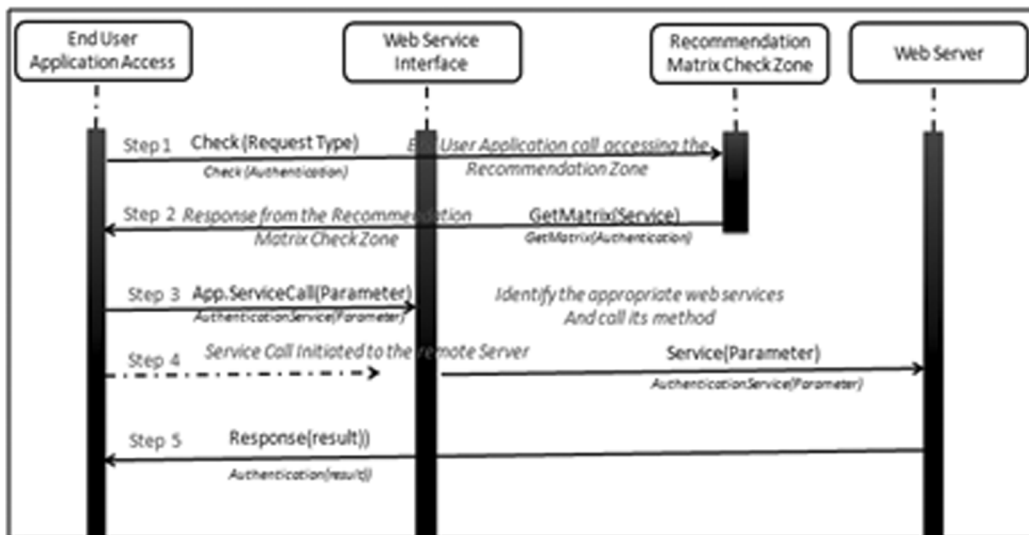 End User
Application Access
Web Service
Interface
Recommendation
Matrix Check Zone
Web Server
Step 1 Check (Request Type)
User Application call accessing the
Check (Authentication)
Recommendation Zone
Step 2 Response from the Recommendation
GetMatrix(Service)
Matrix Check Zone
GetMatrix(Authentication)
Step 3 App.ServiceCall(Parameter)
Identify the appropriate web services
AuthenticationService(Parameter)
And call its method
Step 4 Service Call Initiated to the remote Server
Service(Parameter)
AuthenticationService(Parameter)
Step 5 Response(result))
Authentication(result))